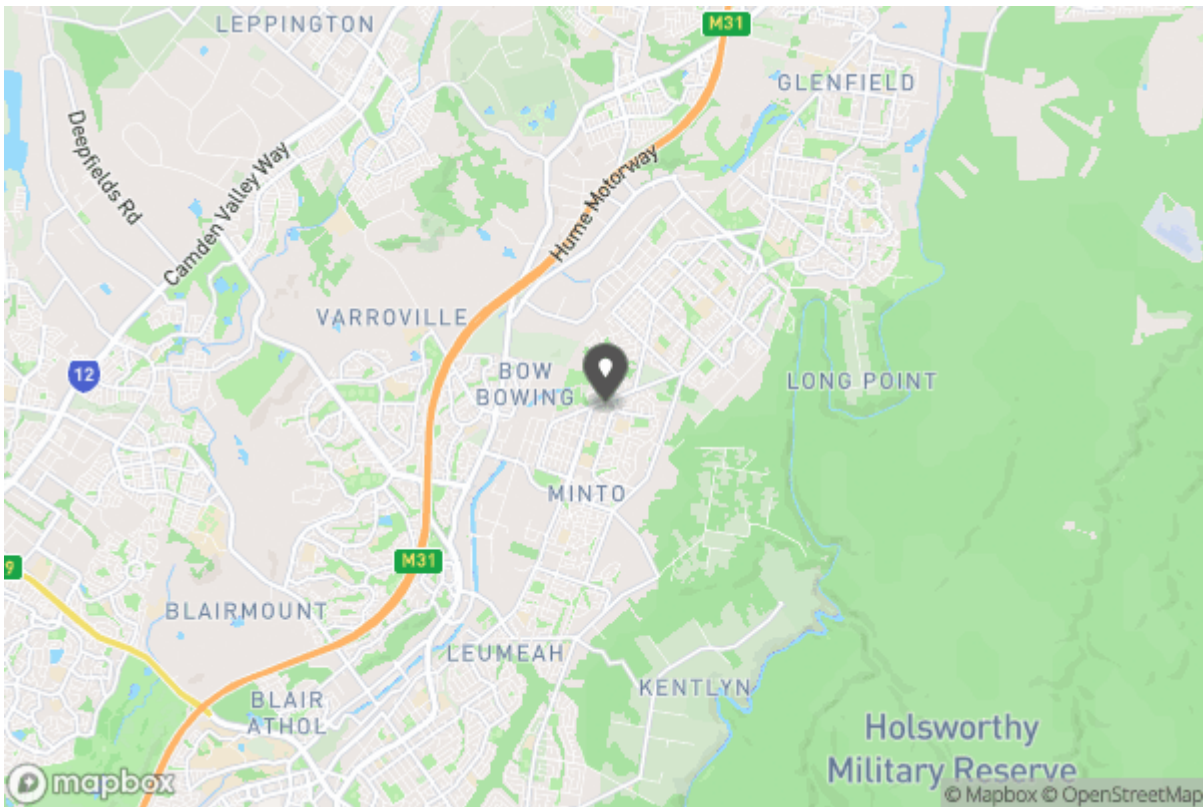 LEPPINGTON
M31
GLENFIELD
Deepfields Rd
Camden Valley Way
Hume Motorway
VARROVILLE
12
BOW
BOWING
LONG POINT
MINTO
M31
9
BLAIRMOUNT
LEUMEAH
KENTLYN
BLAIR
ATHOL
Holsworthy
Military Reserve
mapbox
© Mapbox © OpenStreetMap